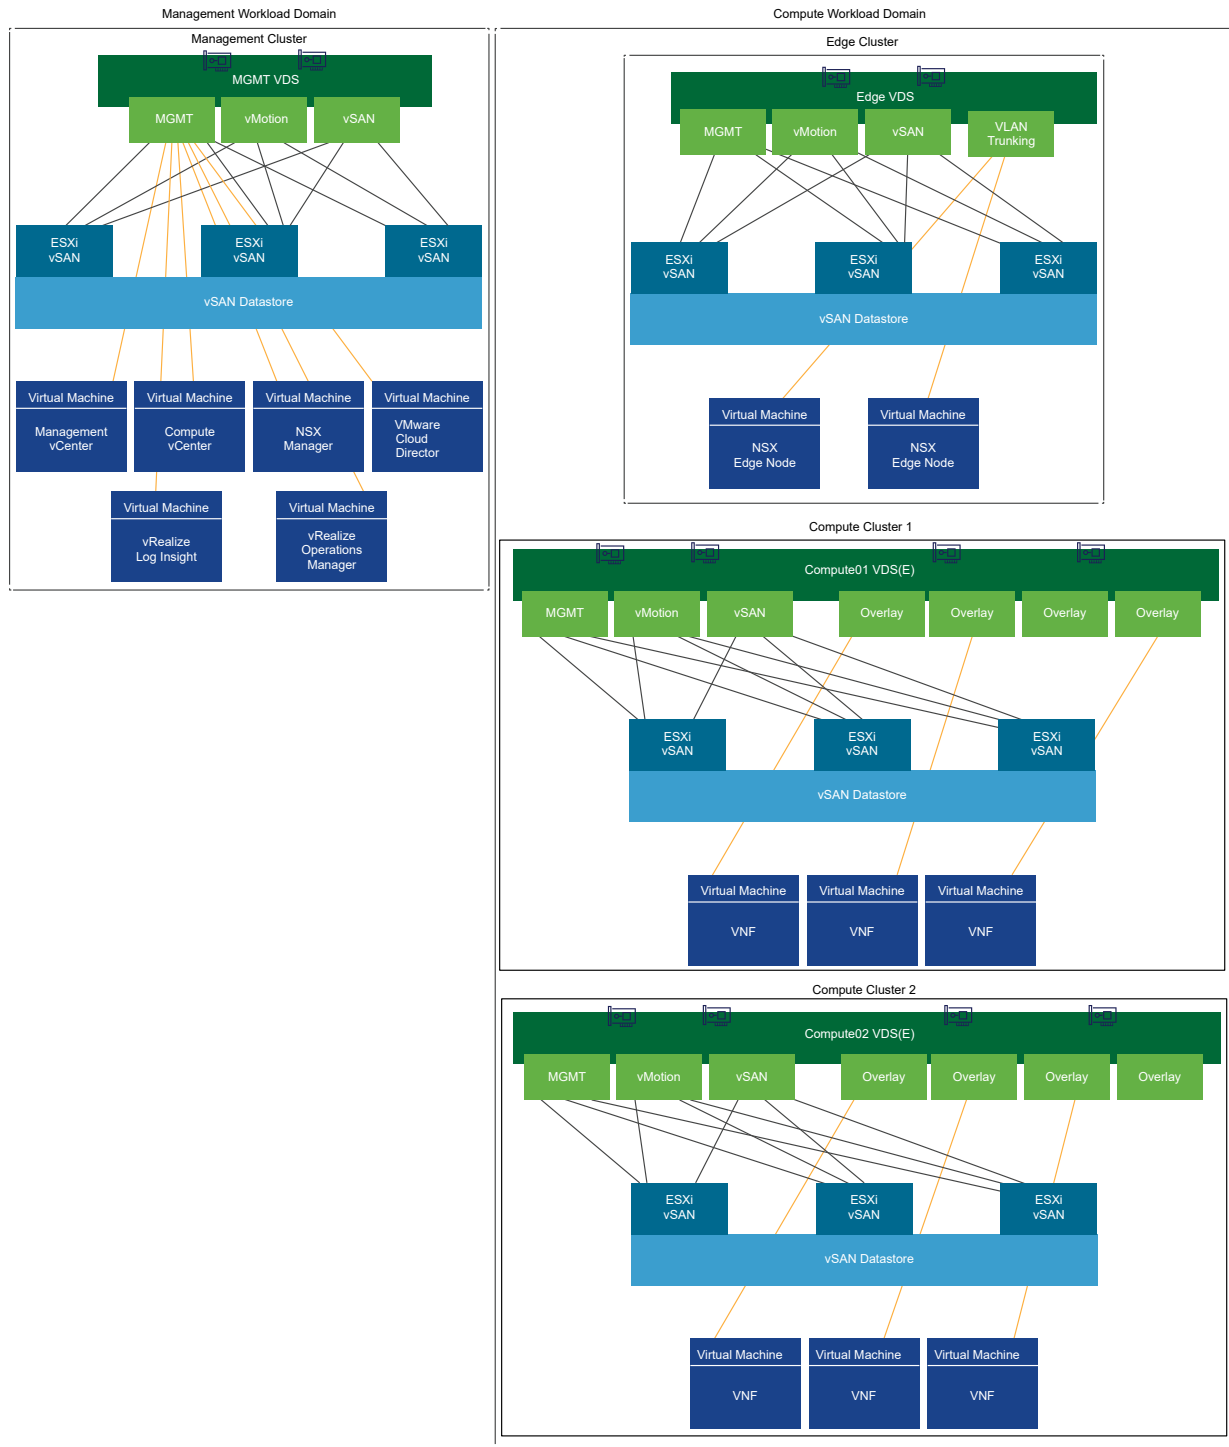 Management Workload Domain
Management Cluster
MGMT VDS
MGMT
vMotion
vSAN
ESXi
vSAN
ESXi
vSAN
ESXi
vSAN
vSAN Datastore
Virtual Machine
Management
vCenter
Virtual Machine
Compute
vCenter
Virtual Machine
NSX
Manager
Virtual Machine
VMware
Cloud
Director
Virtual Machine
vRealize
Log Insight
Virtual Machine
vRealize
Operations
Manager
Compute Workload Domain
Edge Cluster
Edge VDS
MGMT
vMotion
vSAN
VLAN
Trunking
ESXi
vSAN
ESXi
vSAN
ESXi
vSAN
vSAN Datastore
Virtual Machine
NSX
Edge Node
Virtual Machine
NSX
Edge Node
Compute Cluster 1
Compute01 VDS(E)
MGMT
vMotion
vSAN
Overlay
Overlay
Overlay
Overlay
ESXi
vSAN
ESXi
vSAN
ESXi
vSAN
vSAN Datastore
Virtual Machine
VNF
Virtual Machine
VNF
Virtual Machine
VNF
Compute Cluster 2
Compute02 VDS(E)
MGMT
vMotion
vSAN
Overlay
Overlay
Overlay
Overlay
ESXi
vSAN
ESXi
vSAN
ESXi
vSAN
vSAN Datastore
Virtual Machine
VNF
Virtual Machine
VNF
Virtual Machine
VNF